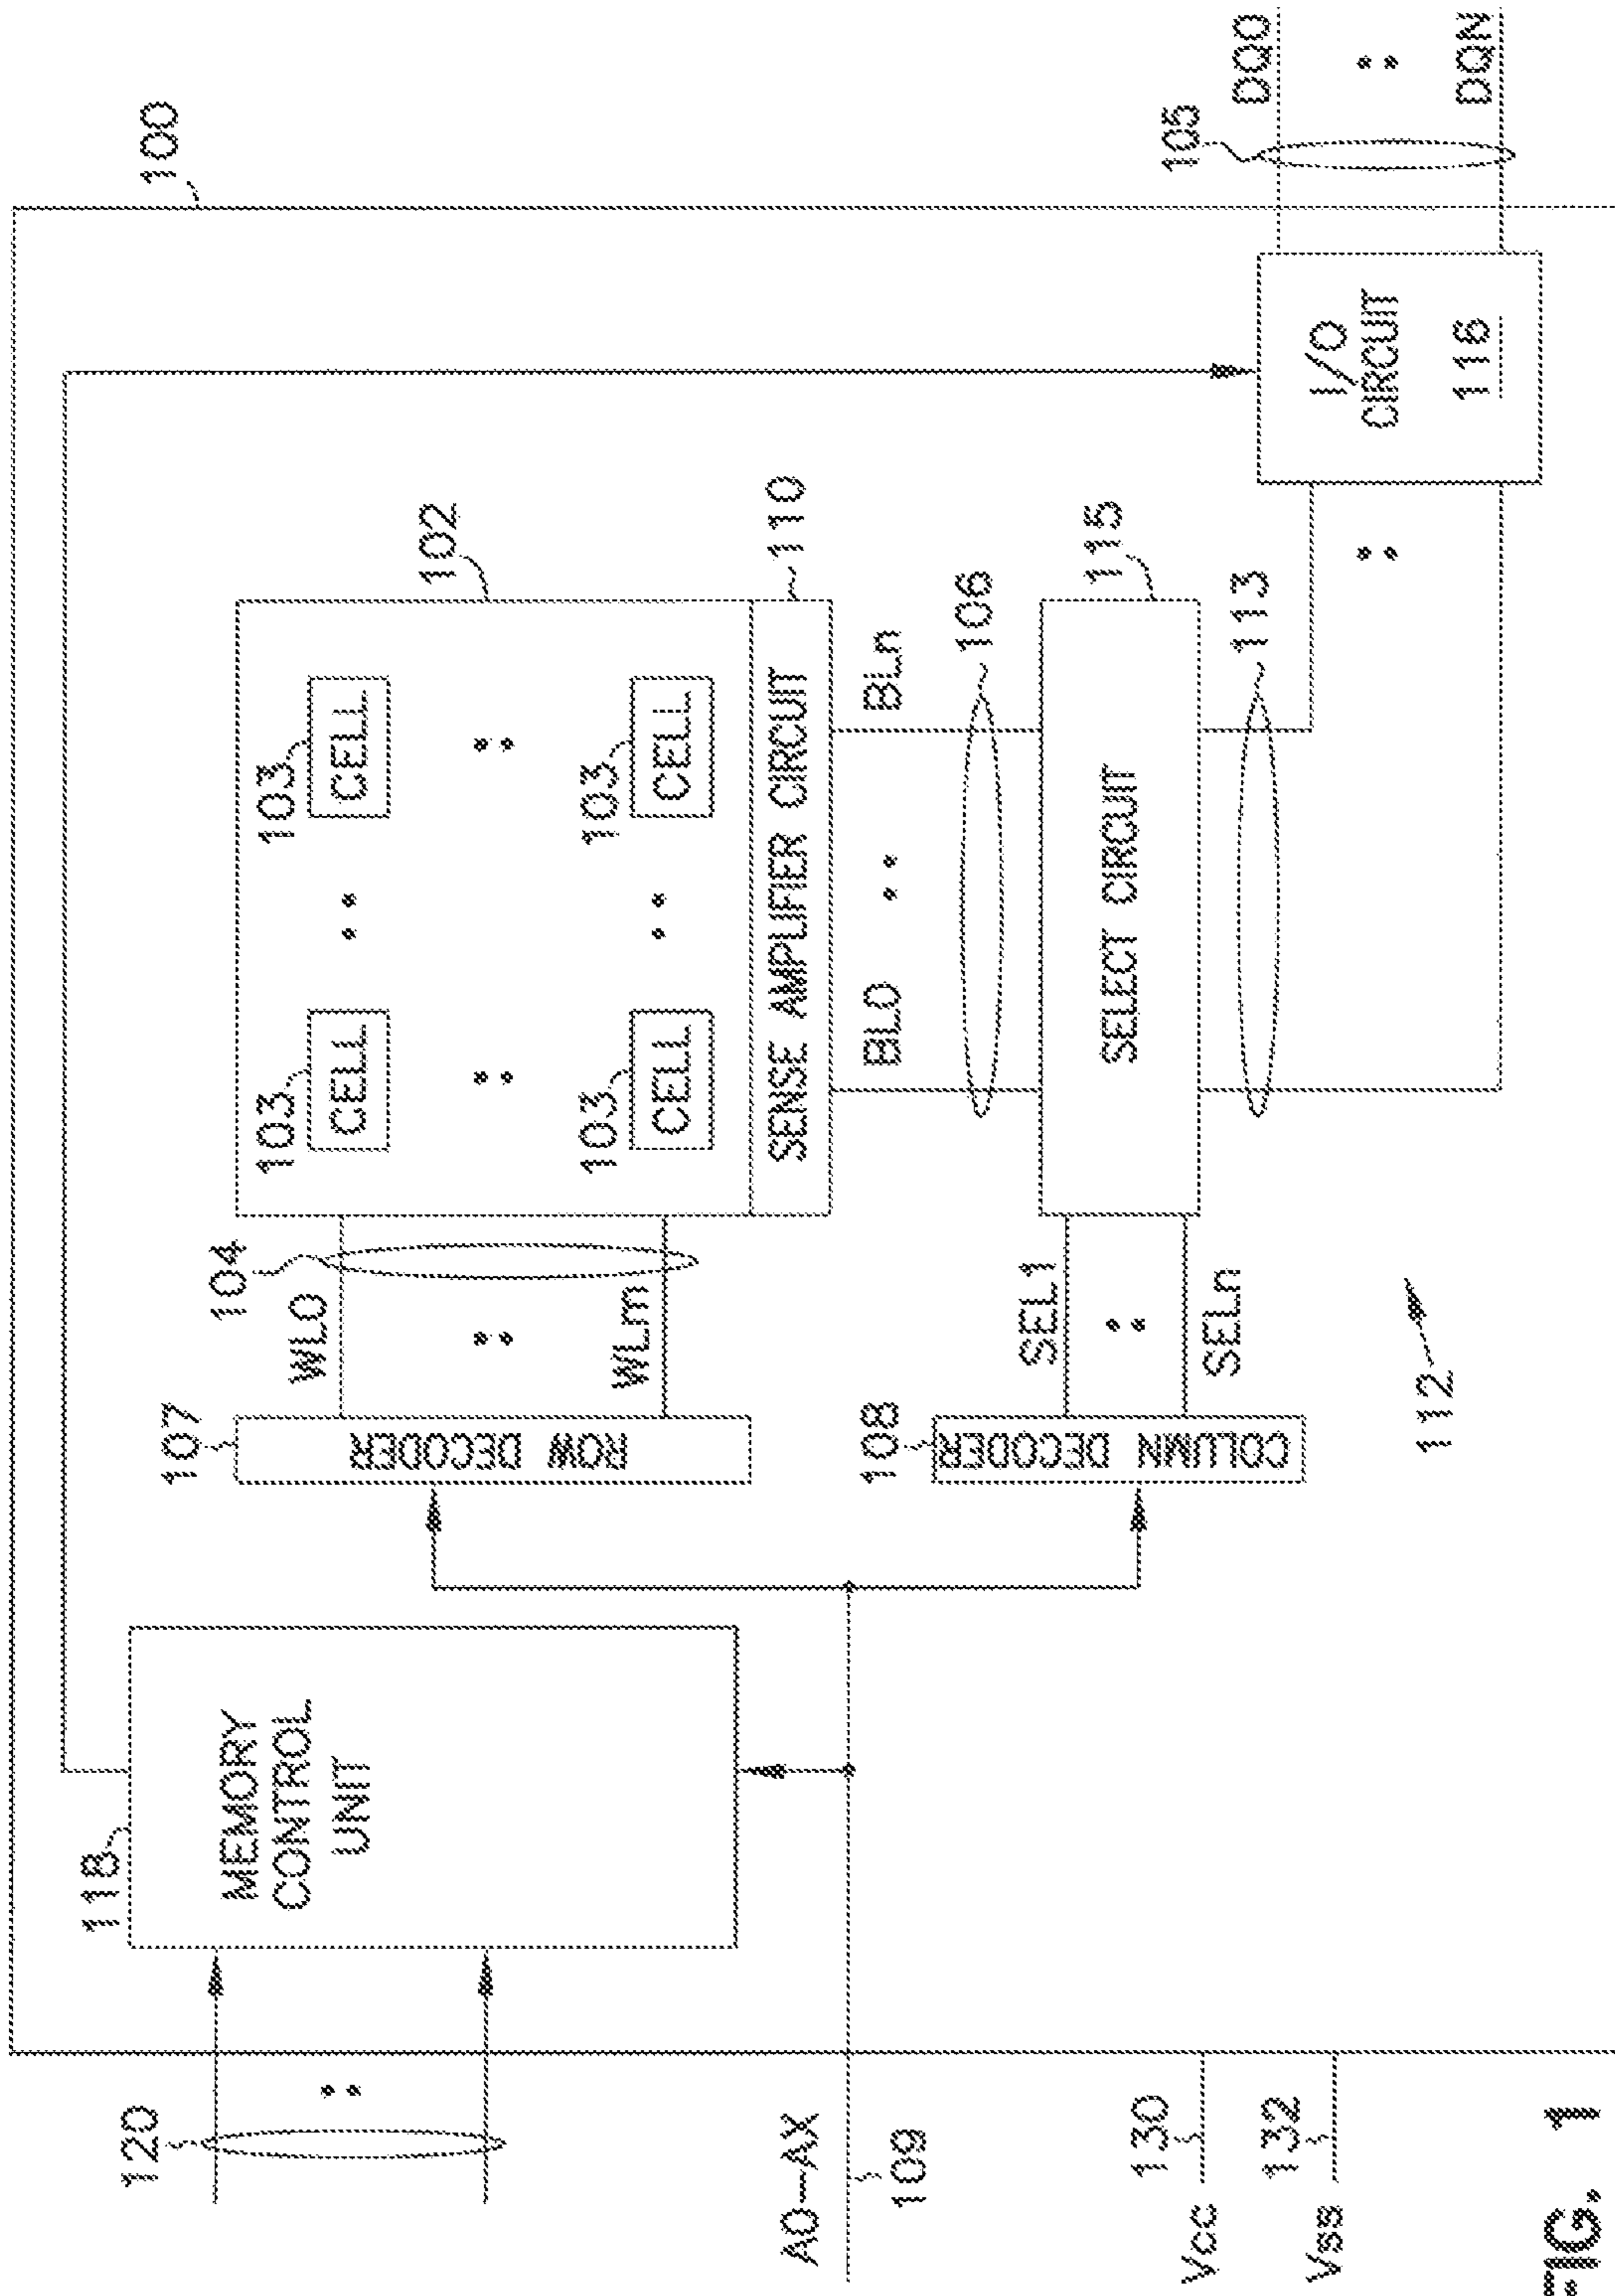 100
118
MEMORY
CONTROL
UNIT
120
107
ROW DECODER
104
WL0
WLm
102
103
CELL
103
CELL
103
CELL
103
CELL
SENSE AMPLIFIER CIRCUIT
110
BL0
BLn
106
A0-AX
109
108
COLUMN DECODER
SEL1
SELn
SELECT CIRCUIT
115
113
112
I/O
CIRCUIT
116
105
DQ0
DQN
Vcc
130
Vss
132
FIG. 1